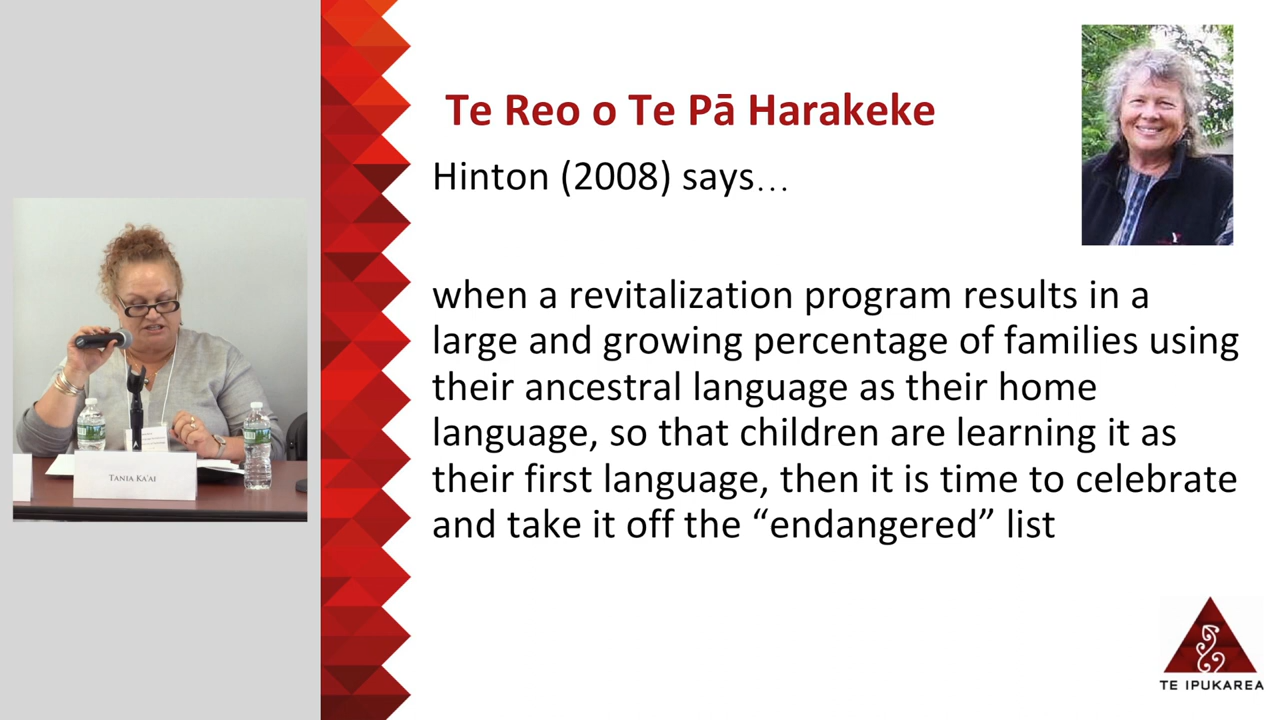 Te Reo o Te Pā Harakeke
Hinton (2008) says…
when a revitalization program results in a
large and growing percentage of families using
their ancestral language as their home
language, so that children are learning it as
their first language, then it is time to celebrate
and take it off the “endangered” list
TANIA KA'AI
TE IPUKAREA